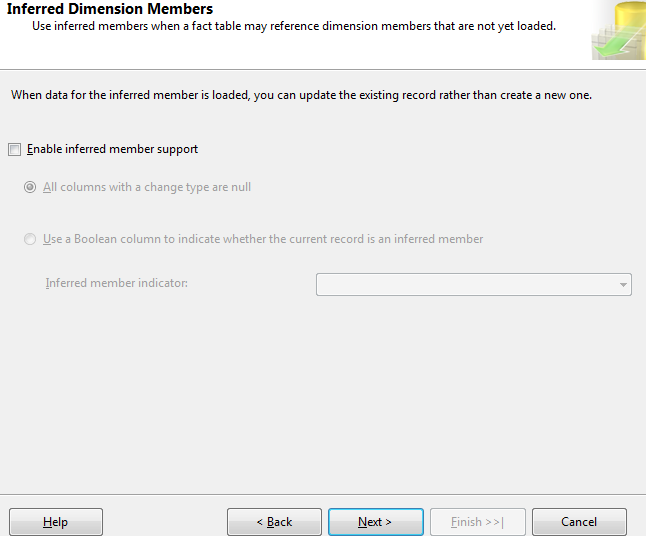 Inferred Dimension Members
Use inferred members when a fact table may reference dimension members that are not yet loaded.
When data for the inferred member is loaded, you can update the existing record rather than create a new one.
Enable inferred member support
All columns with a change type are null
Use a Boolean column to indicate whether the current record is an inferred member
Inferred member indicator:
Help
< Back
Next >
Finish >>|
Cancel